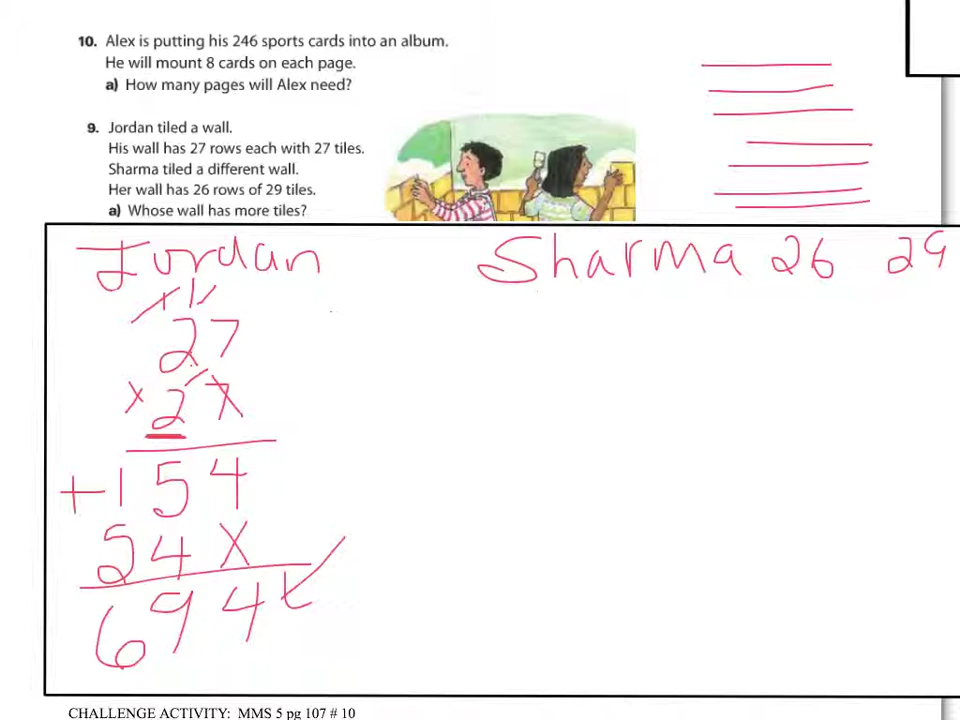 10. Alex is putting his 246 sports cards into an album.
He will mount 8 cards on each page.
a) How many pages will Alex need?
9. Jordan tiled a wall.
His wall has 27 rows each with 27 tiles.
Sharma tiled a different wall.
Her wall has 26 rows of 29 tiles.
a) Whose wall has more tiles?
Jordan Sharma 26 29
27
x 27
+154
54x
694
CHALLENGE ACTIVITY: MMS 5 pg 107 # 10